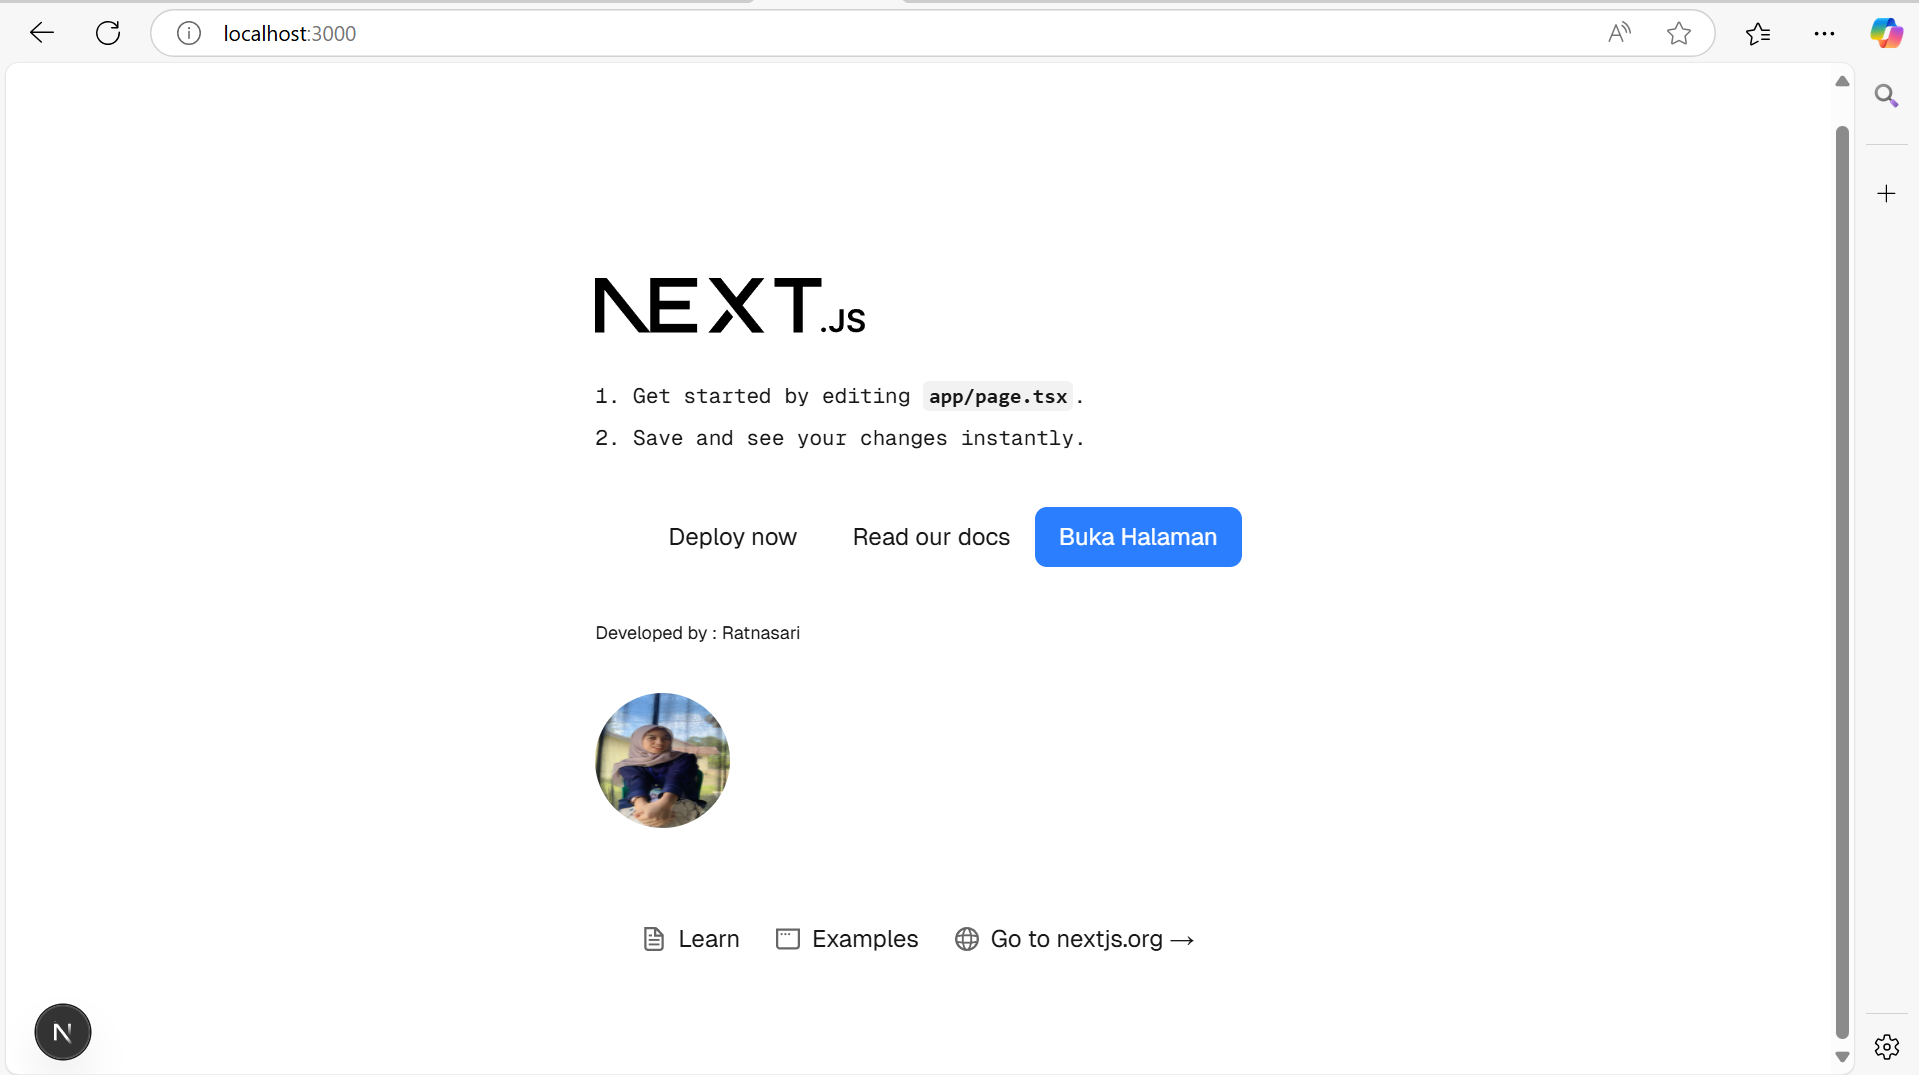 localhost:3000
NEXT.JS
1. Get started by editing app/page.tsx.
2. Save and see your changes instantly.
Deploy now Read our docs Buka Halaman
Developed by : Ratnasari
Learn Examples Go to nextjs.org →
N